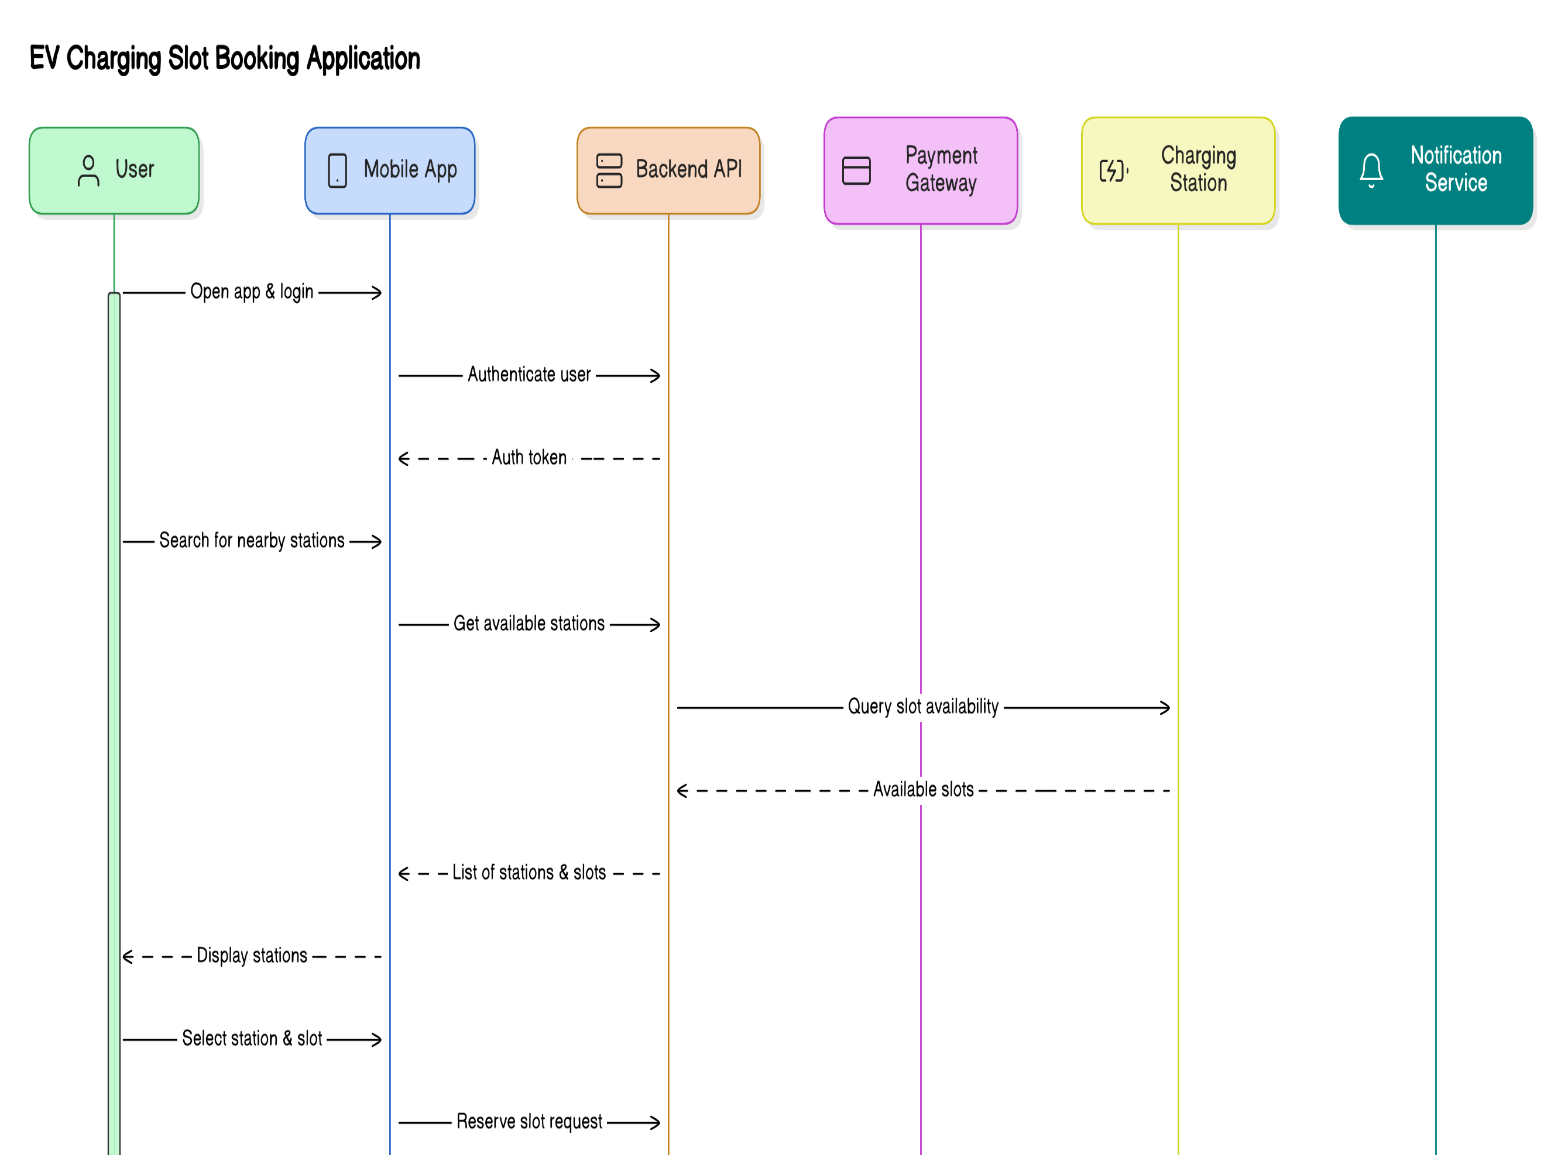 EV Charging Slot Booking Application
User
Mobile App
Backend API
Payment
Gateway
Charging
Station
Notification
Service
Open app & login
Authenticate user
Auth token
Search for nearby stations
Get available stations
Query slot availability
Available slots
List of stations & slots
Display stations
Select station & slot
Reserve slot request